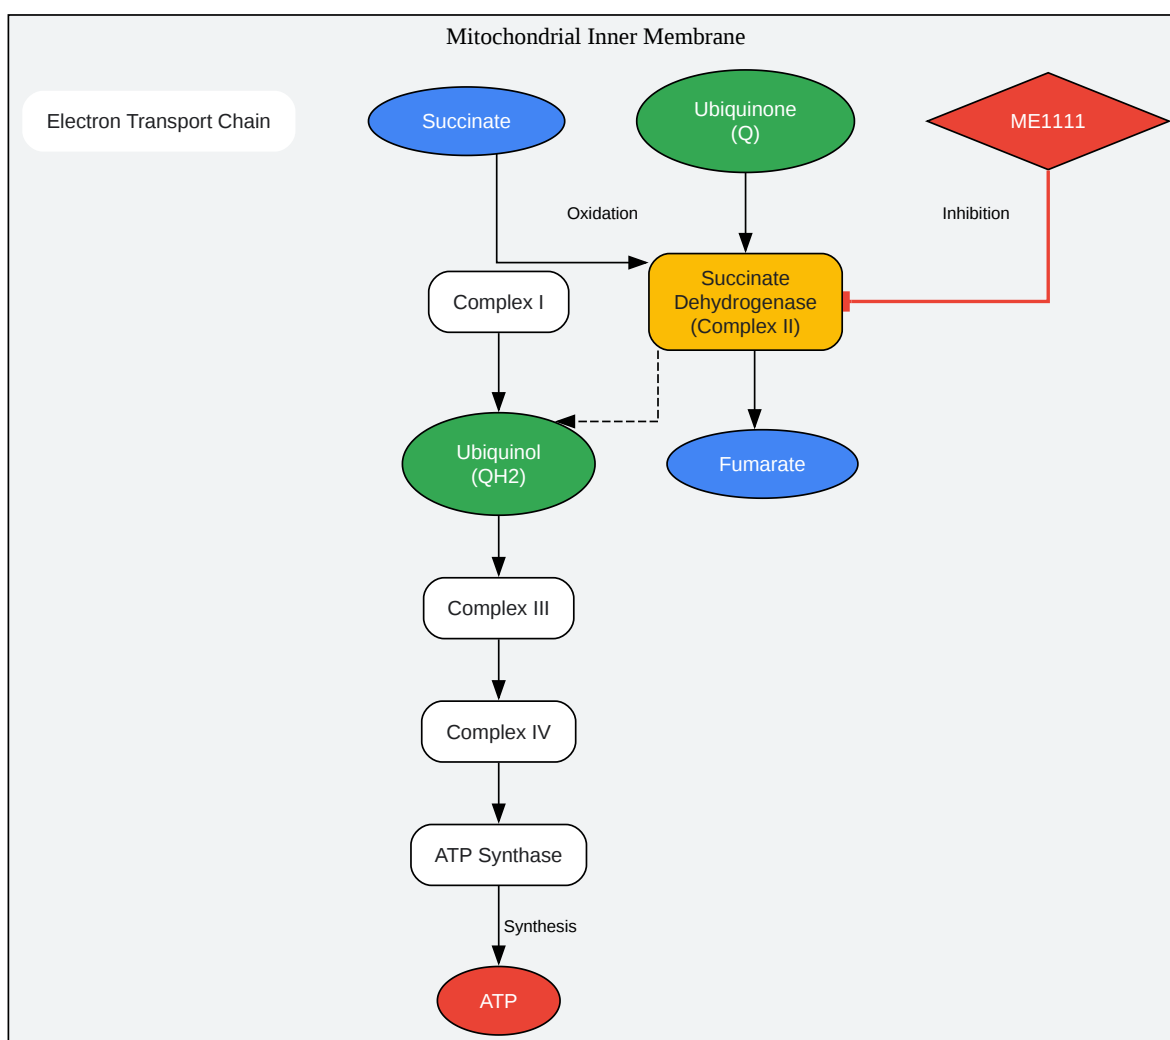 Mitochondrial Inner Membrane
Electron Transport Chain
Succinate
Ubiquinone
(Q)
ME1111
Oxidation
Inhibition
Complex I
Succinate
Dehydrogenase
(Complex II)
Ubiquinol
(QH2)
Fumarate
Complex III
Complex IV
ATP Synthase
Synthesis
ATP